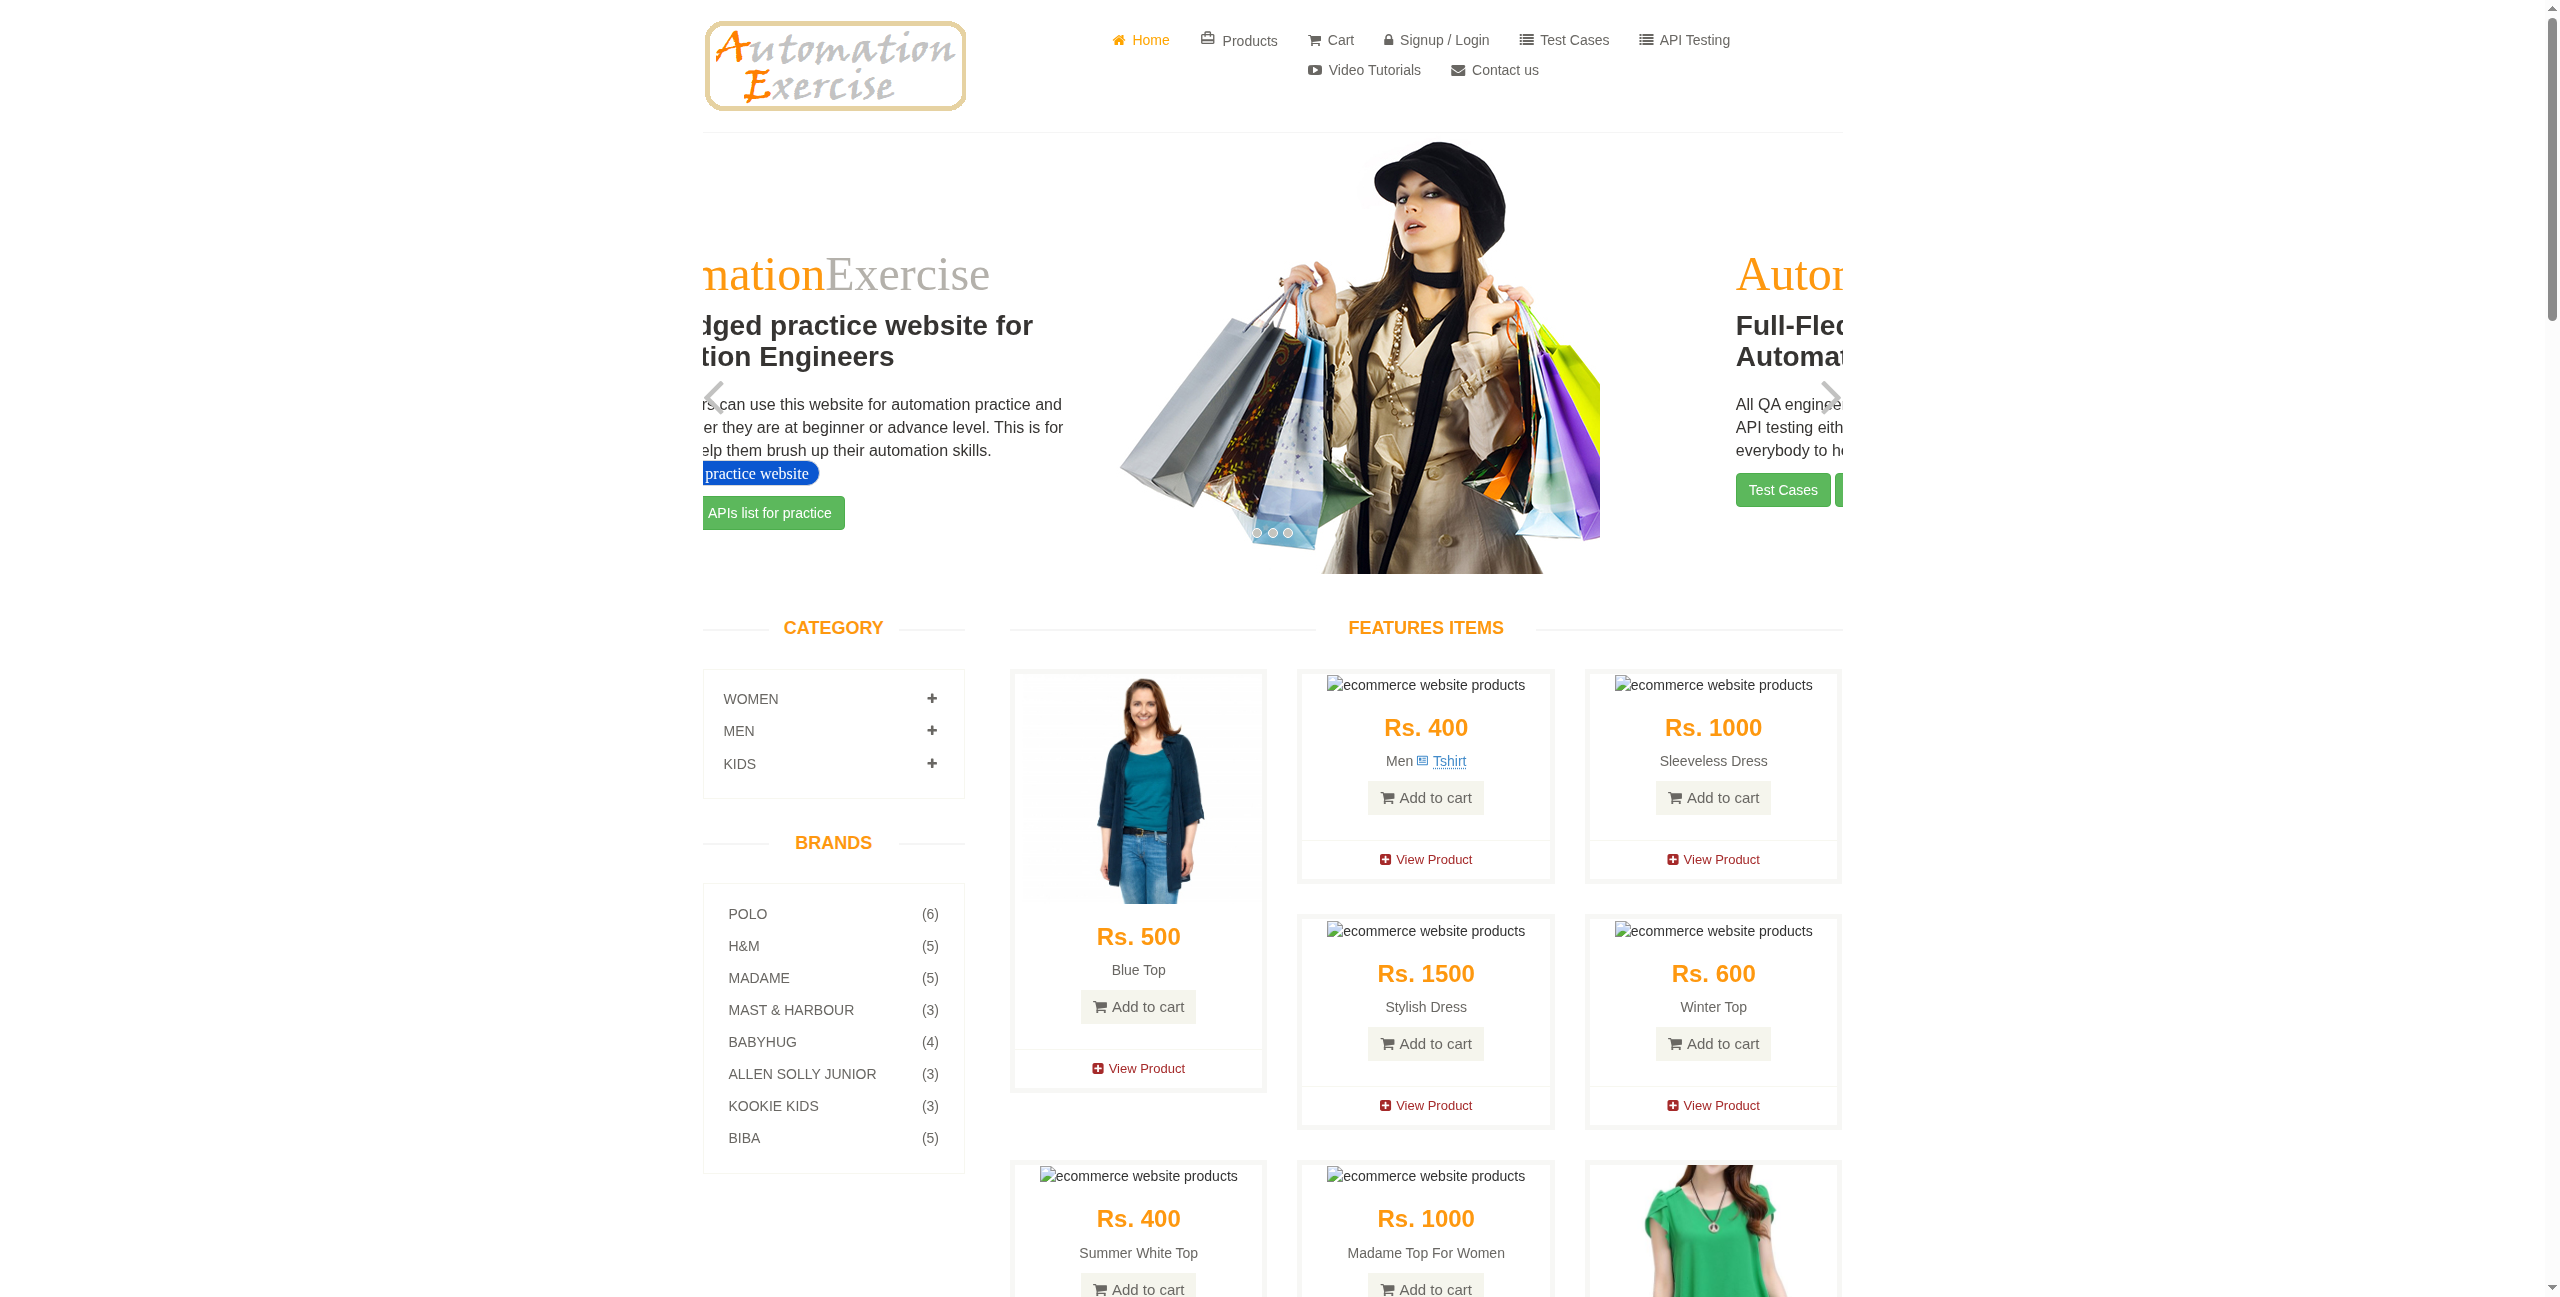 Automation
Exercise
Home
Products
Cart
Signup / Login
Test Cases
API Testing
Video Tutorials
Contact us
mationExercise
dged practice website for
tion Engineers
rs can use this website for automation practice and
er they are at beginner or advance level. This is for
elp them brush up their automation skills.
practice website
APIs list for practice
Autom
Full-Fled
Automat
All QA enginee
API testing eith
everybody to he
Test Cases
CATEGORY
WOMEN
MEN
KIDS
BRANDS
POLO (6)
H&M (5)
MADAME (5)
MAST & HARBOUR (3)
BABYHUG (4)
ALLEN SOLLY JUNIOR (3)
KOOKIE KIDS (3)
BIBA (5)
FEATURES ITEMS
Rs. 500
Blue Top
Add to cart
View Product
ecommerce website products
Rs. 400
Men Tshirt
Add to cart
View Product
ecommerce website products
Rs. 1000
Sleeveless Dress
Add to cart
View Product
ecommerce website products
Rs. 1500
Stylish Dress
Add to cart
View Product
ecommerce website products
Rs. 600
Winter Top
Add to cart
View Product
ecommerce website products
Rs. 400
Summer White Top
Add to cart
ecommerce website products
Rs. 1000
Madame Top For Women
Add to cart